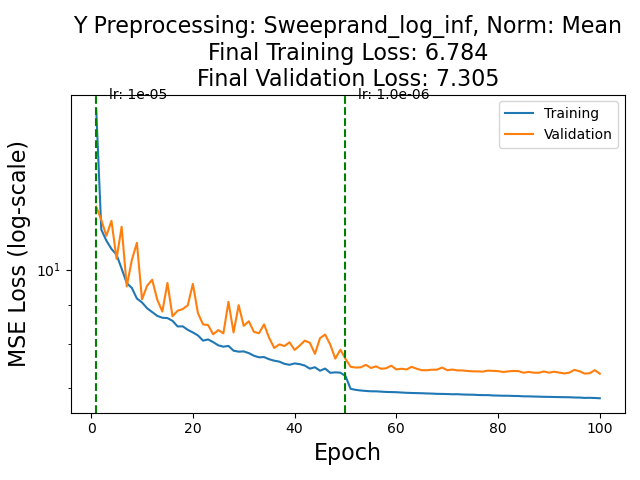 Y Preprocessing: Sweeprand_log_inf, Norm: Mean
Final Training Loss: 6.784
Final Validation Loss: 7.305
lr: 1e-05
lr: 1.0e-06
Training
Validation
MSE Loss (log-scale)
10¹
0 20 40 60 80 100
Epoch